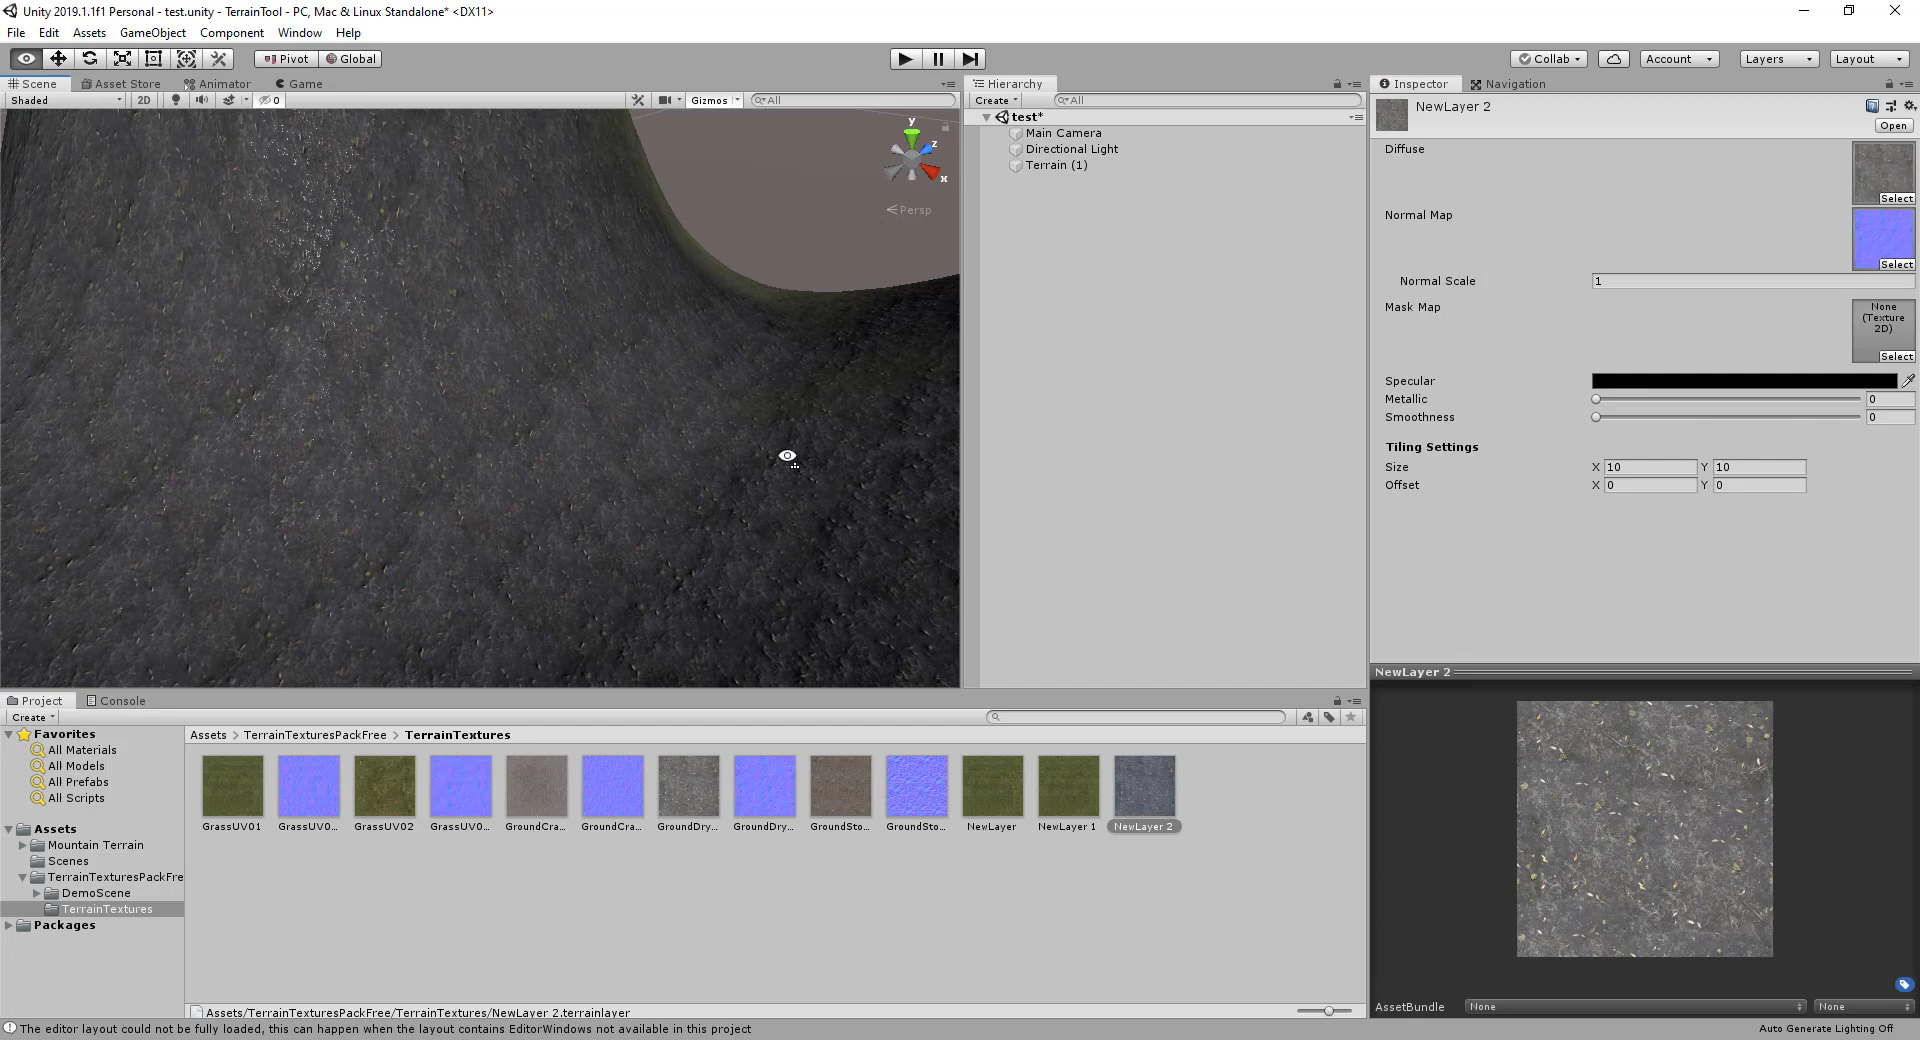 Unity 2019.1.1f1 Personal - test.unity - TerrainTool - PC, Mac & Linux Standalone* <DX11>
File Edit Assets GameObject Component Window Help
Pivot Global Collab Account Layers Layout
Scene Asset Store Animator Game
Shaded 2D 0 Gizmos All
y
z
x
Persp
Hierarchy
Create All
test*
Main Camera
Directional Light
Terrain (1)
Inspector Navigation
NewLayer 2
Open
Diffuse
Select
Normal Map
Select
Normal Scale 1
Mask Map
None
(Texture
2D)
Select
Specular
Metallic 0
Smoothness 0
Tiling Settings
Size X 10 Y 10
Offset X 0 Y 0
NewLayer 2
AssetBundle None None
Project Console
Create
Favorites
All Materials
All Models
All Prefabs
All Scripts
Assets
Mountain Terrain
Scenes
TerrainTexturesPackFre
DemoScene
TerrainTextures
Packages
Assets > TerrainTexturesPackFree > TerrainTextures
GrassUV01 GrassUV0... GrassUV02 GrassUV0... GroundCra... GroundCra... GroundDry... GroundDry... GroundSto... GroundSto... NewLayer NewLayer 1 NewLayer 2
Assets/TerrainTexturesPackFree/TerrainTextures/NewLayer 2.terrainlayer
The editor layout could not be fully loaded, this can happen when the layout contains EditorWindows not available in this project
Auto Generate Lighting Off